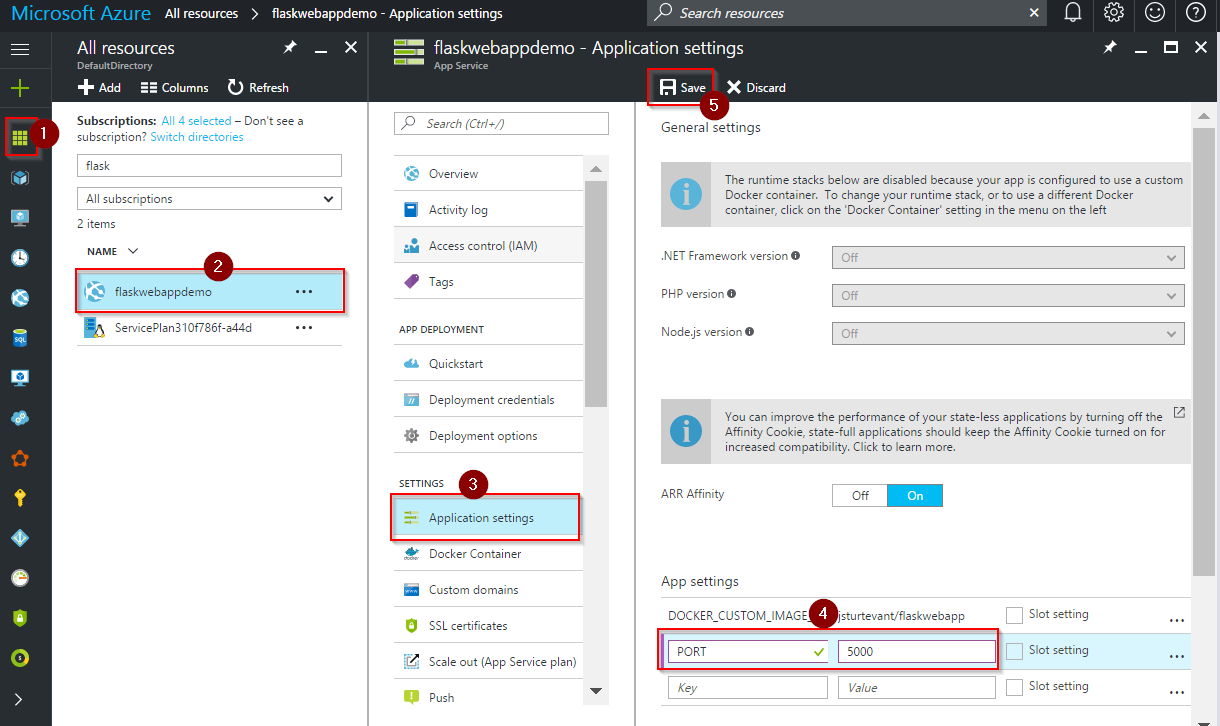 Microsoft Azure All resources > flaskwebappdemo - Application settings
Search resources
All resources
DefaultDirectory
Add Columns Refresh
Subscriptions: All 4 selected – Don't see a
subscription? Switch directories
flask
All subscriptions
2 items
NAME
flaskwebappdemo ...
ServicePlan310f786f-a44d ...
1
2
flaskwebappdemo - Application settings
App Service
Save Discard
5
Search (Ctrl+/)
Overview
Activity log
Access control (IAM)
Tags
APP DEPLOYMENT
Quickstart
Deployment credentials
Deployment options
SETTINGS
3
Application settings
Docker Container
docker
Custom domains
SSL certificates
Scale out (App Service plan)
Push
General settings
The runtime stacks below are disabled because your app is configured to use a custom
Docker container. To change your runtime stack, or to use a different Docker
container, click on the 'Docker Container' setting in the menu on the left
.NET Framework version Off
PHP version Off
Node.js version Off
You can improve the performance of your state-less applications by turning off the
Affinity Cookie, state-full applications should keep the Affinity Cookie turned on for
increased compatibility. Click to learn more.
ARR Affinity Off On
App settings
4
DOCKER_CUSTOM_IMAGE_ jsturtevant/flaskwebapp Slot setting ...
PORT 5000 Slot setting ...
Key Value Slot setting ...
SQL